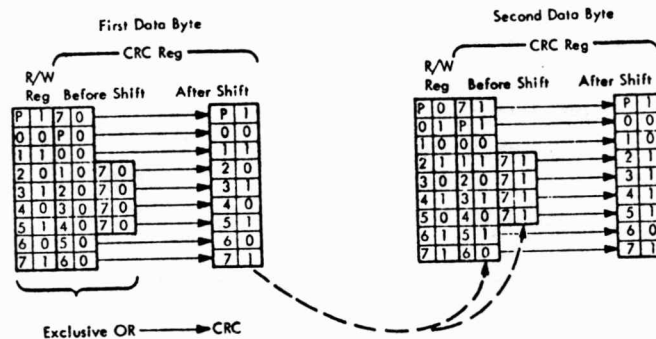 First Data Byte
CRC Reg
R/W
Reg Before Shift After Shift
P 1 7 0 P 1
0 0 P 0 0 0
1 1 0 0 1 1
2 0 1 0 7 0 2 0
3 1 2 0 7 0 3 1
4 0 3 0 7 0 4 0
5 1 4 0 7 0 5 1
6 0 5 0 6 0
7 1 6 0 7 1
Exclusive OR CRC
Second Data Byte
CRC Reg
R/W
Reg Before Shift After Shift
P 0 7 1 P 1
0 1 P 1 0 0
1 0 0 0 1 0
2 1 1 1 7 1 2 1
3 0 2 0 7 1 3 1
4 1 3 1 7 1 4 1
5 0 4 0 7 1 5 1
6 1 5 1 6 0
7 1 6 0 7 1